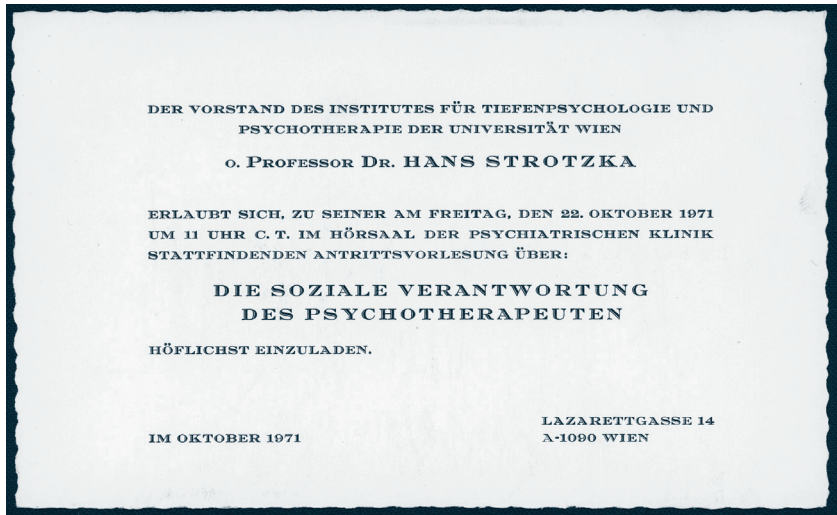 DER VORSTAND DES INSTITUTES FÜR TIEFENPSYCHOLOGIE UND
PSYCHOTHERAPIE DER UNIVERSITÄT WIEN
O. PROFESSOR DR. HANS STROTZKA
ERLAUBT SICH, ZU SEINER AM FREITAG, DEN 22. OKTOBER 1971
UM 11 UHR C. T. IM HÖRSAAL DER PSYCHIATRISCHEN KLINIK
STATTFINDENDEN ANTRITTSVORLESUNG ÜBER:
DIE SOZIALE VERANTWORTUNG
DES PSYCHOTHERAPEUTEN
HÖFLICHST EINZULADEN.
IM OKTOBER 1971
LAZARETTGASSE 14
A-1090 WIEN